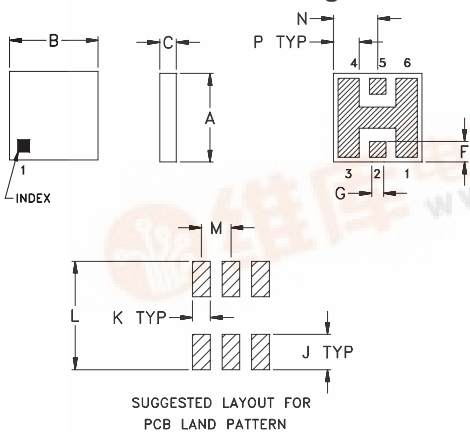 N
B
C
P TYP
4 5 6
A
F
3 2 1
G
1
INDEX
M
L
K TYP
J TYP
SUGGESTED LAYOUT FOR
PCB LAND PATTERN